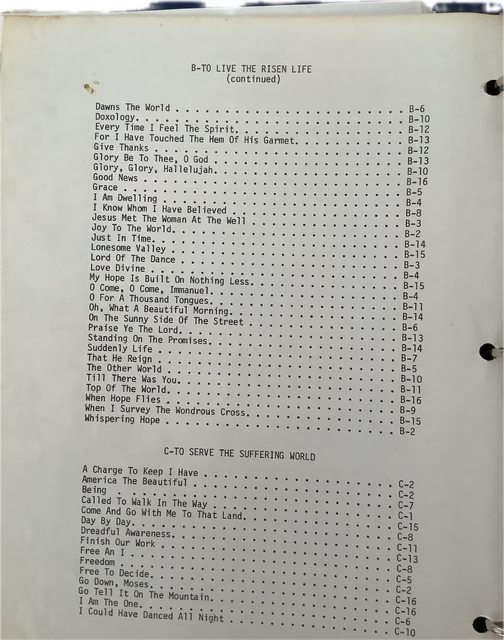 B-TO LIVE THE RISEN LIFE
(continued)
Dawns The World . . . . . . . . . . B-6
Doxology. . . . . . . . . . B-10
Every Time I Feel The Spirit. . . . . . . . . . B-12
For I Have Touched The Hem Of His Garmet. . . . . . . . . . B-13
Give Thanks . . . . . . . . . . B-12
Glory Be To Thee, O God . . . . . . . . . . B-13
Glory, Glory, Hallelujah. . . . . . . . . . B-10
Good News . . . . . . . . . . B-16
Grace . . . . . . . . . . B-5
I Am Dwelling . . . . . . . . . . B-4
I Know Whom I Have Believed . . . . . . . . . . B-8
Jesus Met The Woman At The Well . . . . . . . . . . B-3
Joy To The World. . . . . . . . . . B-2
Just In Time. . . . . . . . . . B-14
Lonesome Valley . . . . . . . . . . B-15
Lord Of The Dance . . . . . . . . . . B-3
Love Divine . . . . . . . . . . B-4
My Hope Is Built On Nothing Less. . . . . . . . . . B-15
O Come, O Come, Immanuel. . . . . . . . . . B-4
O For A Thousand Tongues. . . . . . . . . . B-11
Oh, What A Beautiful Morning. . . . . . . . . . B-14
On The Sunny Side Of The Street . . . . . . . . . . B-6
Praise Ye The Lord. . . . . . . . . . B-13
Standing On The Promises. . . . . . . . . . B-14
Suddenly Life . . . . . . . . . . B-7
That He Reign . . . . . . . . . . B-5
The Other World . . . . . . . . . . B-10
Till There Was You. . . . . . . . . . B-11
Top Of The World. . . . . . . . . . B-16
When Hope Flies . . . . . . . . . . B-9
When I Survey The Wondrous Cross. . . . . . . . . . B-15
Whispering Hope . . . . . . . . . . B-2
C-TO SERVE THE SUFFERING WORLD
A Charge To Keep I Have . . . . . . . . . . C-2
America The Beautiful . . . . . . . . . . C-2
Being . . . . . . . . . . C-7
Called To Walk In The Way . . . . . . . . . . C-1
Come And Go With Me To That Land. . . . . . . . . . C-15
Day By Day. . . . . . . . . . C-8
Dreadful Awareness. . . . . . . . . . C-11
Finish Our Work . . . . . . . . . . C-13
Free An I . . . . . . . . . . C-8
Freedom . . . . . . . . . . C-5
Free To Decide. . . . . . . . . . C-2
Go Down, Moses. . . . . . . . . . C-16
Go Tell It On The Mountain. . . . . . . . . . C-16
I Am The One. . . . . . . . . . C-6
I Could Have Danced All Night . . . . . . . . . . C-10